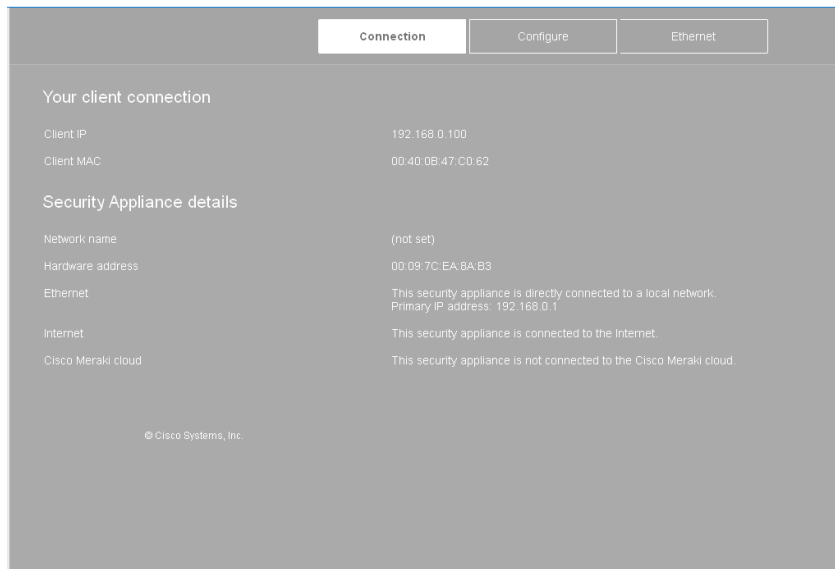 Connection Configure Ethernet
Your client connection
Client IP 192.168.0.100
Client MAC 00:40:0B:47:C0:62
Security Appliance details
Network name (not set)
Hardware address 00:09:7C:EA:8A:B3
Ethernet This security appliance is directly connected to a local network.
Primary IP address: 192.168.0.1
Internet This security appliance is connected to the Internet.
Cisco Meraki cloud This security appliance is not connected to the Cisco Meraki cloud.
© Cisco Systems, Inc.